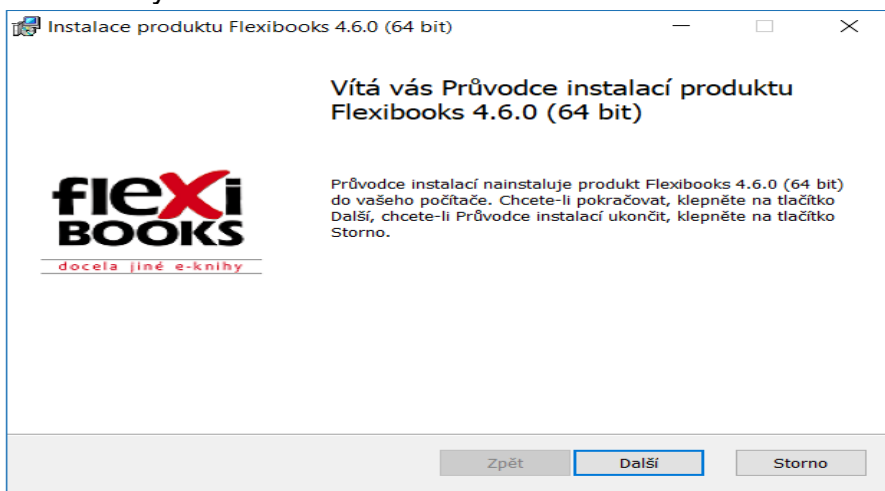 Instalace produktu Flexibooks 4.6.0 (64 bit)
Vítá vás Průvodce instalací produktu
Flexibooks 4.6.0 (64 bit)
flexi
BOOKS
docela jiné e-knihy
Průvodce instalací nainstaluje produkt Flexibooks 4.6.0 (64 bit)
do vašeho počítače. Chcete-li pokračovat, klepněte na tlačítko
Další, chcete-li Průvodce instalací ukončit, klepněte na tlačítko
Storno.
Zpět
Další
Storno